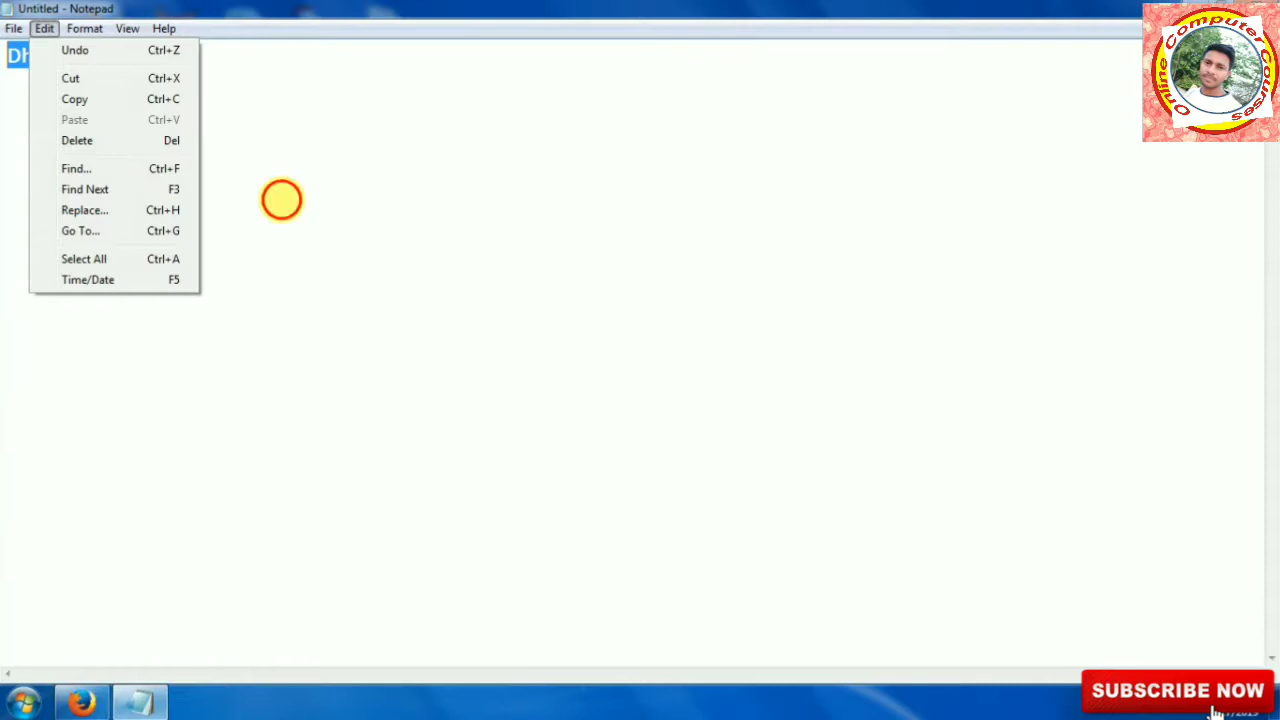 Untitled - Notepad
File Edit Format View Help
Dh
Undo Ctrl+Z
Cut Ctrl+X
Copy Ctrl+C
Paste Ctrl+V
Delete Del
Find... Ctrl+F
Find Next F3
Replace... Ctrl+H
Go To... Ctrl+G
Select All Ctrl+A
Time/Date F5
Online Computer Courses
SUBSCRIBE NOW